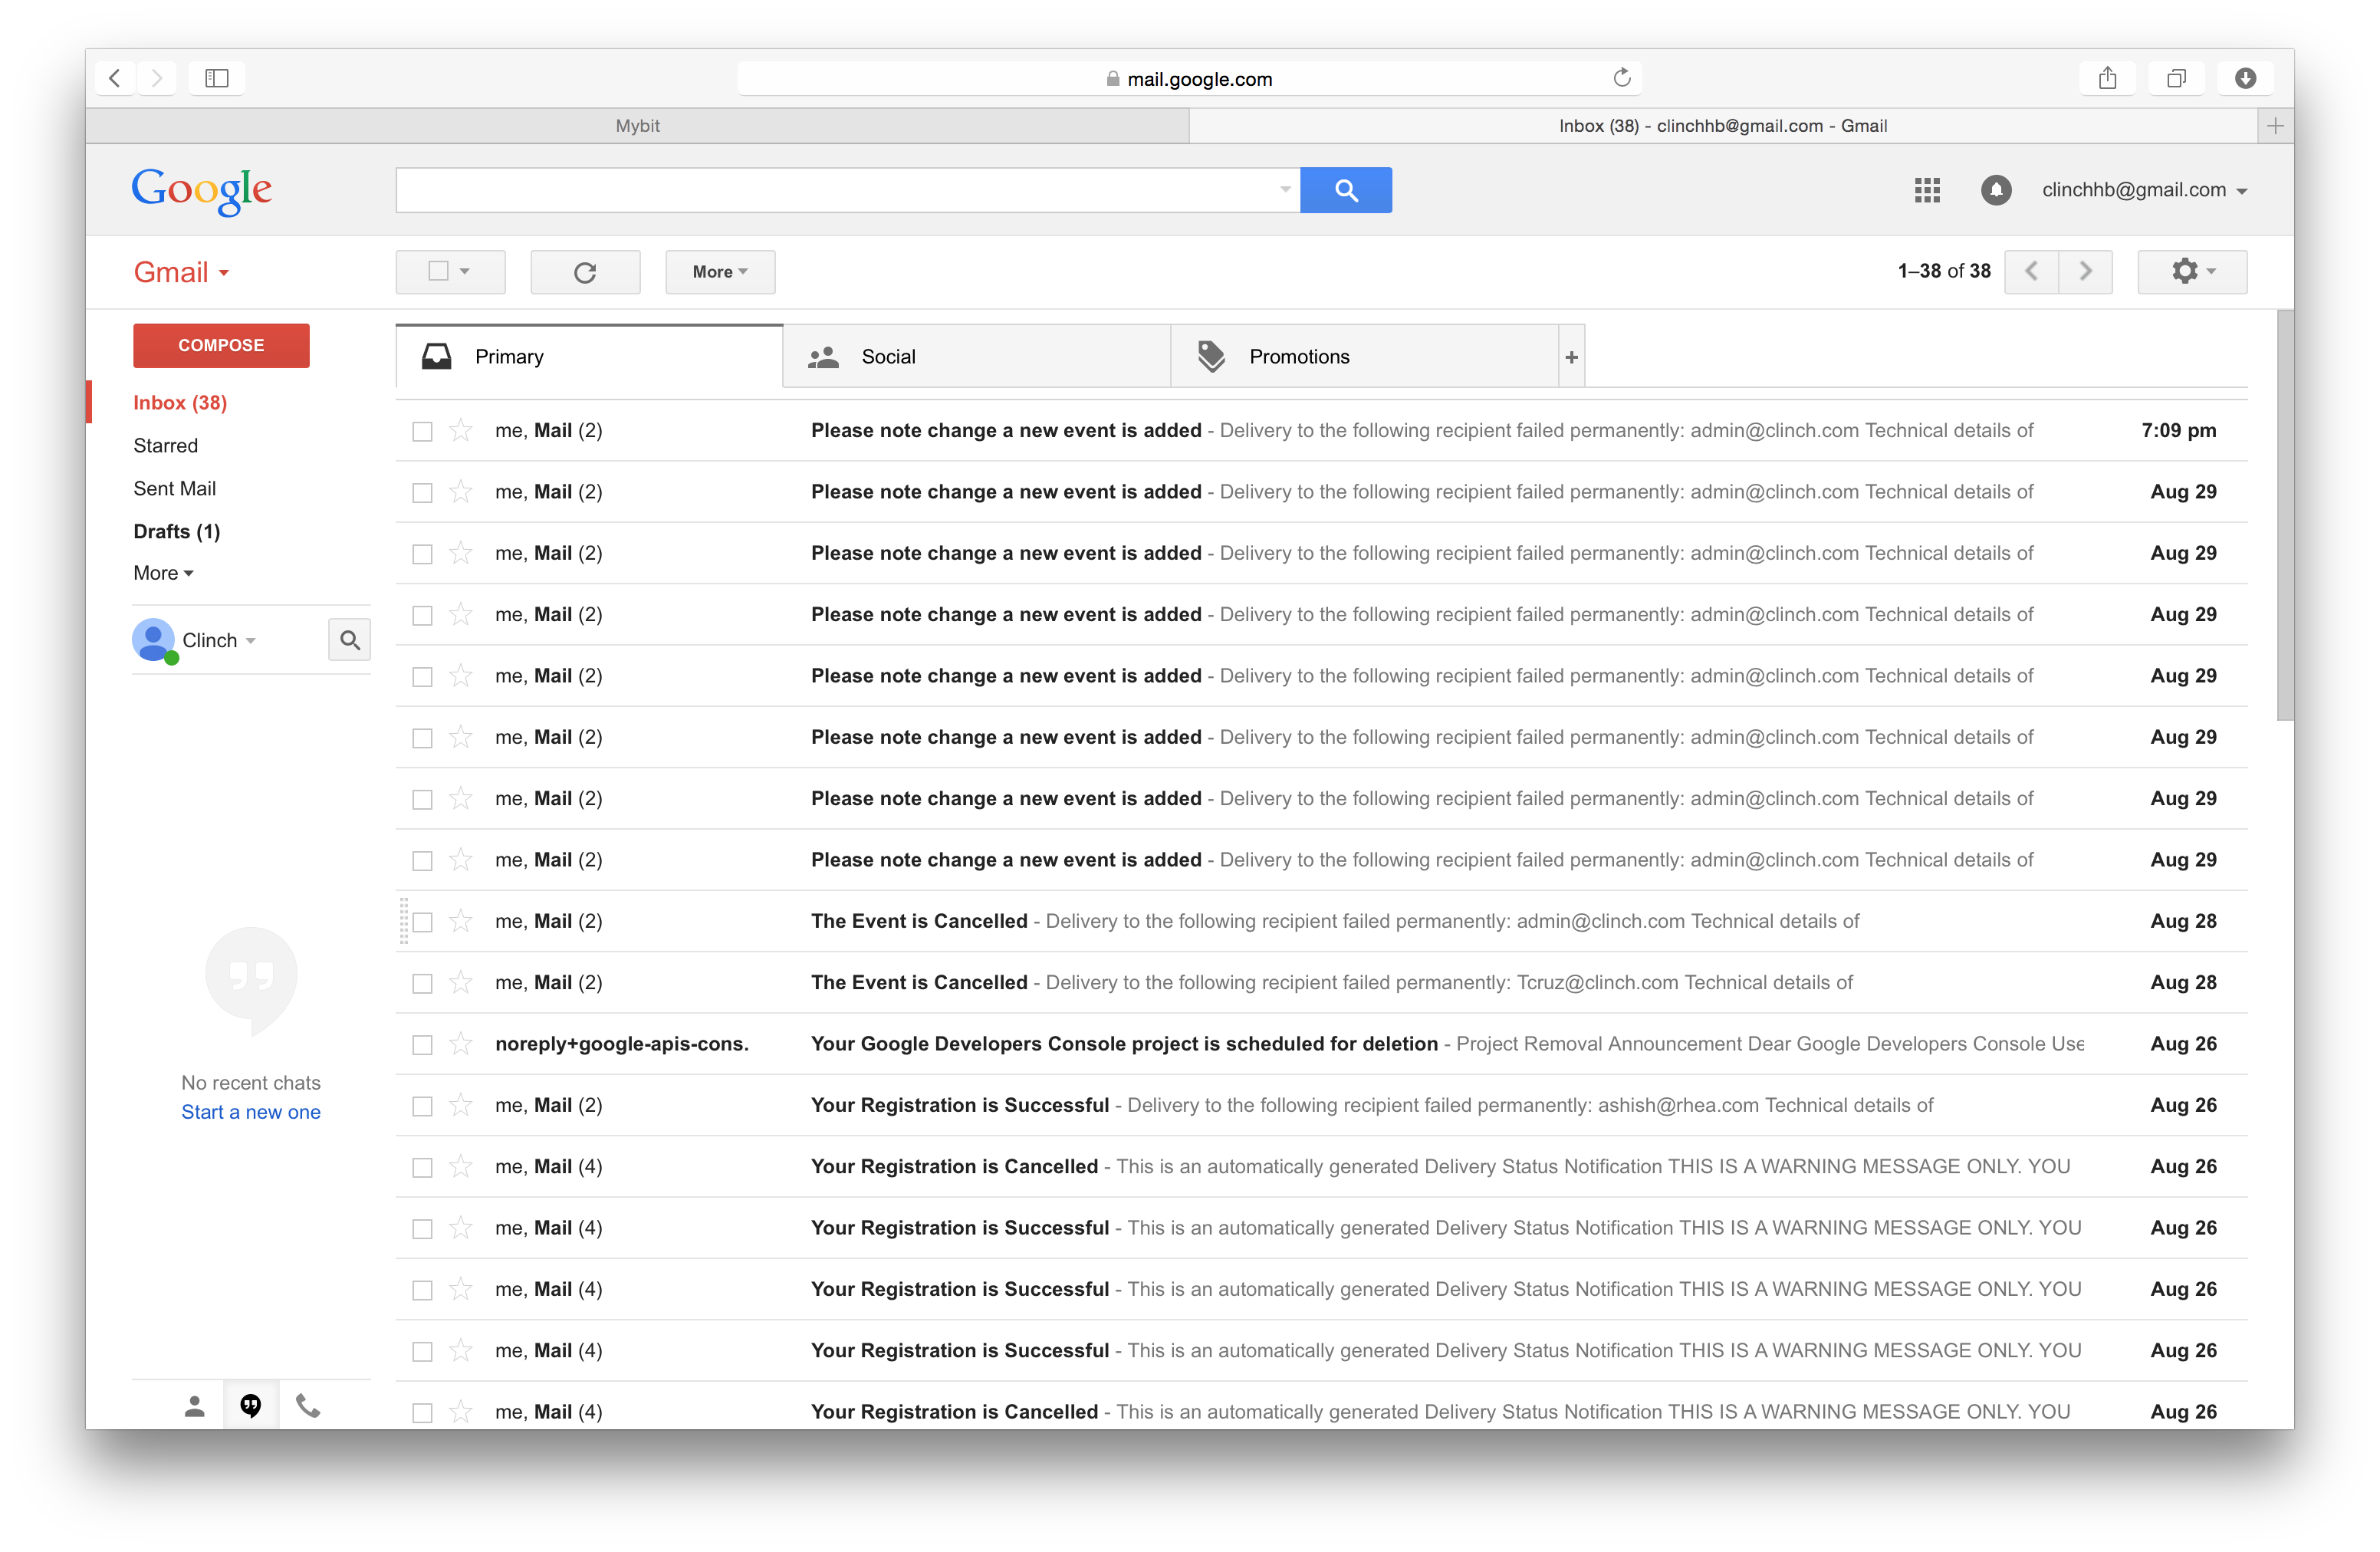 mail.google.com
Mybit
Inbox (38) - clinchhb@gmail.com - Gmail
Google
clinchhb@gmail.com
Gmail
More
1–38 of 38
COMPOSE
Primary
Social
Promotions
Inbox (38)
Starred
Sent Mail
Drafts (1)
More
Clinch
No recent chats
Start a new one
me, Mail (2) Please note change a new event is added - Delivery to the following recipient failed permanently: admin@clinch.com Technical details of 7:09 pm
me, Mail (2) Please note change a new event is added - Delivery to the following recipient failed permanently: admin@clinch.com Technical details of Aug 29
me, Mail (2) Please note change a new event is added - Delivery to the following recipient failed permanently: admin@clinch.com Technical details of Aug 29
me, Mail (2) Please note change a new event is added - Delivery to the following recipient failed permanently: admin@clinch.com Technical details of Aug 29
me, Mail (2) Please note change a new event is added - Delivery to the following recipient failed permanently: admin@clinch.com Technical details of Aug 29
me, Mail (2) Please note change a new event is added - Delivery to the following recipient failed permanently: admin@clinch.com Technical details of Aug 29
me, Mail (2) Please note change a new event is added - Delivery to the following recipient failed permanently: admin@clinch.com Technical details of Aug 29
me, Mail (2) Please note change a new event is added - Delivery to the following recipient failed permanently: admin@clinch.com Technical details of Aug 29
me, Mail (2) The Event is Cancelled - Delivery to the following recipient failed permanently: admin@clinch.com Technical details of Aug 28
me, Mail (2) The Event is Cancelled - Delivery to the following recipient failed permanently: Tcruz@clinch.com Technical details of Aug 28
noreply+google-apis-cons. Your Google Developers Console project is scheduled for deletion - Project Removal Announcement Dear Google Developers Console Use Aug 26
me, Mail (2) Your Registration is Successful - Delivery to the following recipient failed permanently: ashish@rhea.com Technical details of Aug 26
me, Mail (4) Your Registration is Cancelled - This is an automatically generated Delivery Status Notification THIS IS A WARNING MESSAGE ONLY. YOU Aug 26
me, Mail (4) Your Registration is Successful - This is an automatically generated Delivery Status Notification THIS IS A WARNING MESSAGE ONLY. YOU Aug 26
me, Mail (4) Your Registration is Successful - This is an automatically generated Delivery Status Notification THIS IS A WARNING MESSAGE ONLY. YOU Aug 26
me, Mail (4) Your Registration is Successful - This is an automatically generated Delivery Status Notification THIS IS A WARNING MESSAGE ONLY. YOU Aug 26
me, Mail (4) Your Registration is Cancelled - This is an automatically generated Delivery Status Notification THIS IS A WARNING MESSAGE ONLY. YOU Aug 26